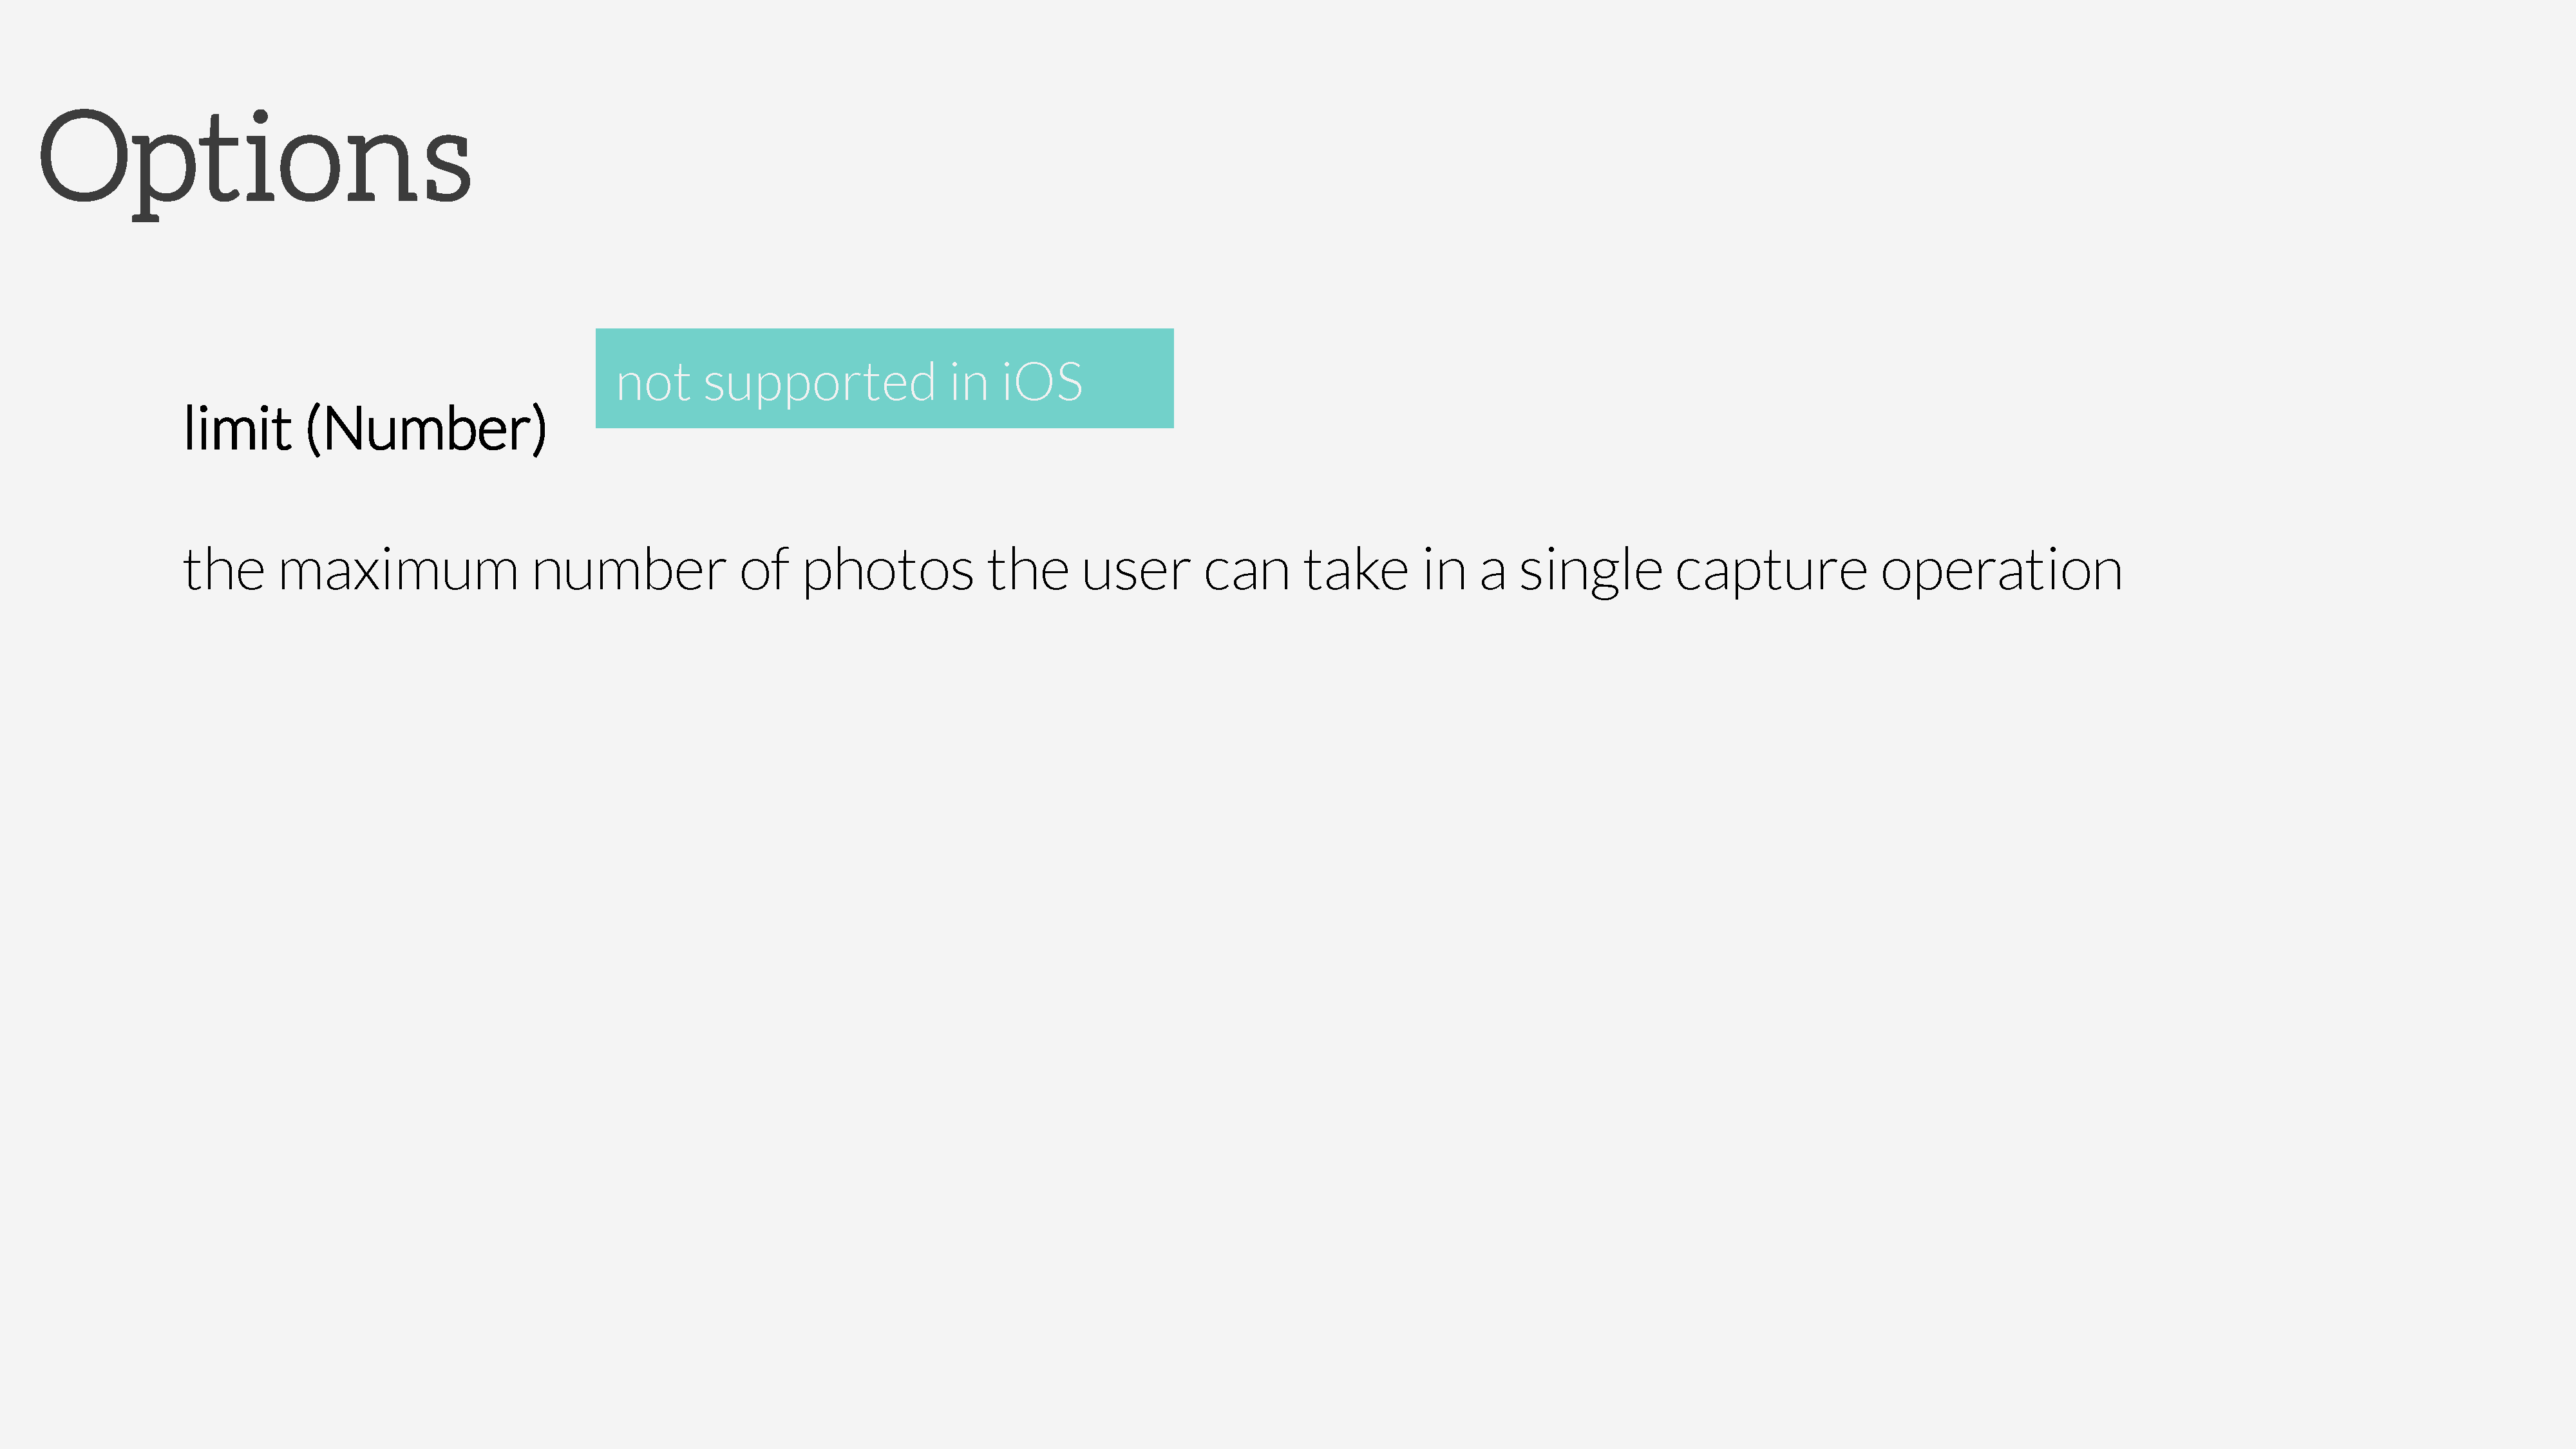 Options
not supported in iOS
limit (Number)
the maximum number of photos the user can take in a single capture operation